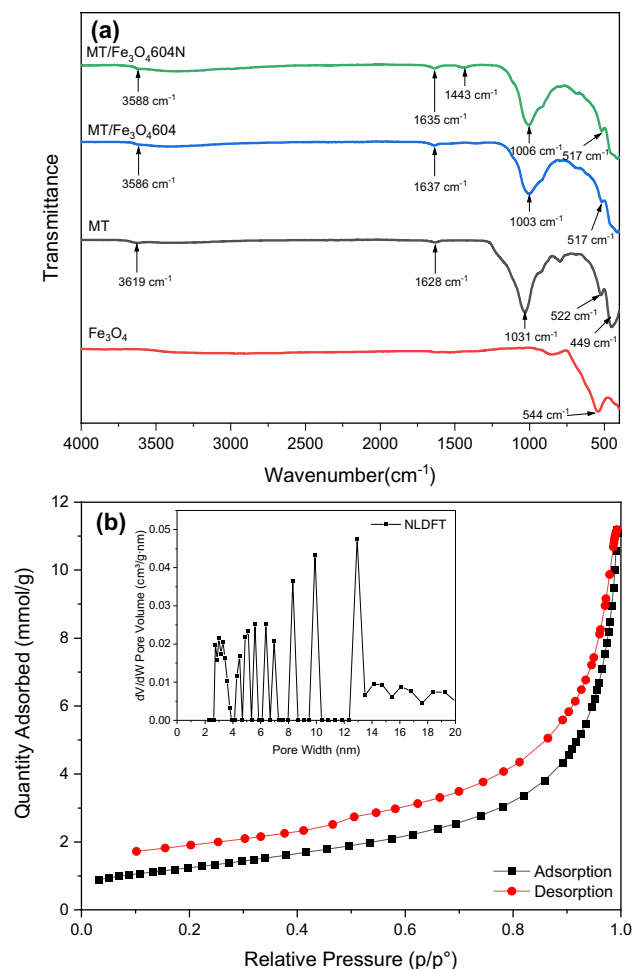 (a)
MT/Fe₃O₄604N
3588 cm⁻¹
1635 cm⁻¹
1443 cm⁻¹
1006 cm⁻¹
517 cm⁻¹
MT/Fe₃O₄604
3586 cm⁻¹
1637 cm⁻¹
1003 cm⁻¹
517 cm⁻¹
MT
3619 cm⁻¹
1628 cm⁻¹
1031 cm⁻¹
522 cm⁻¹
449 cm⁻¹
Fe₃O₄
544 cm⁻¹
Transmittance
4000 3500 3000 2500 2000 1500 1000 500
Wavenumber(cm⁻¹)
(b)
NLDFT
dV/dW Pore Volume (cm³/g·nm)
0.05
0.04
0.03
0.02
0.01
0.00
0 2 4 6 8 10 12 14 16 18 20
Pore Width (nm)
Quantity Adsorbed (mmol/g)
12
10
8
6
4
2
0
Adsorption
Desorption
0.0 0.2 0.4 0.6 0.8 1.0
Relative Pressure (p/p°)